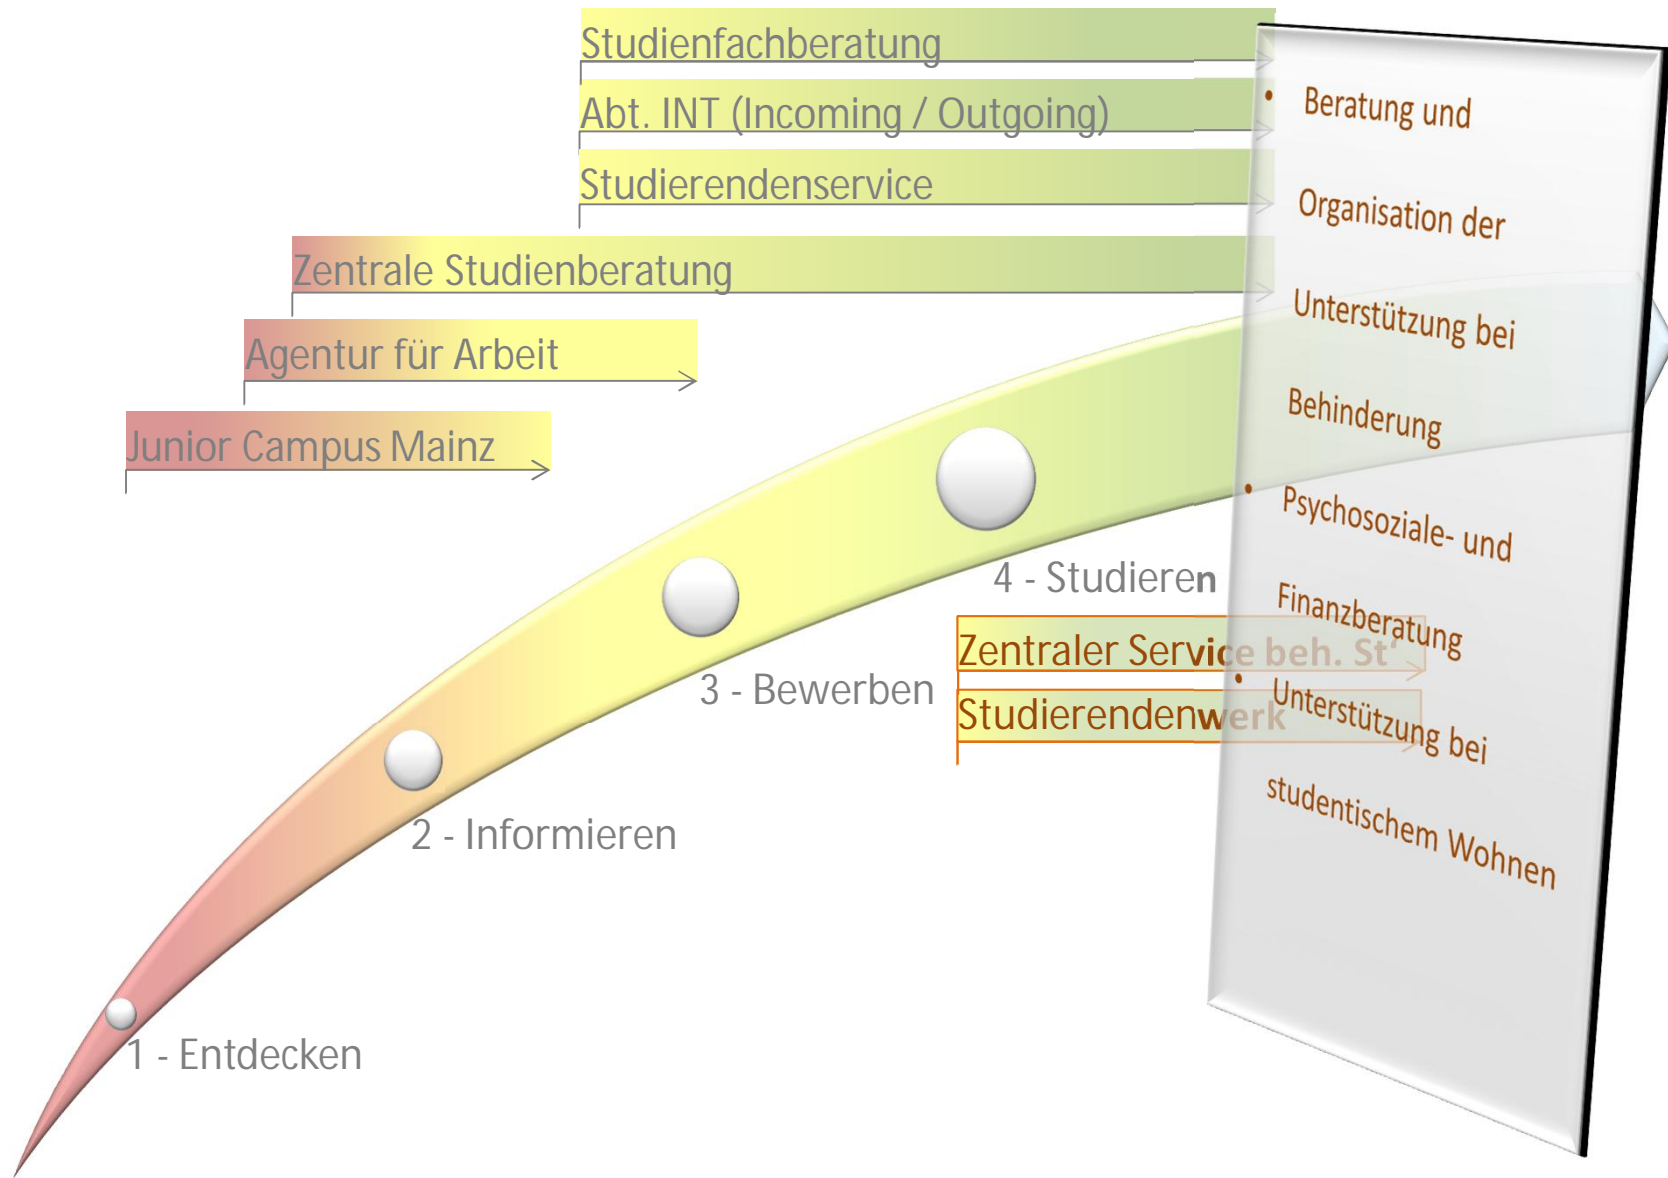 Studienfachberatung
Abt. INT (Incoming / Outgoing)
Studierendenservice
Zentrale Studienberatung
Agentur für Arbeit
Junior Campus Mainz
4 - Studieren
Zentraler Service beh. St‘
3 - Bewerben
Studierendenwerk
2 - Informieren
1 - Entdecken
• Beratung und
Organisation der
Unterstützung bei
Behinderung
• Psychosoziale- und
Finanzberatung
• Unterstützung bei
studentischem Wohnen